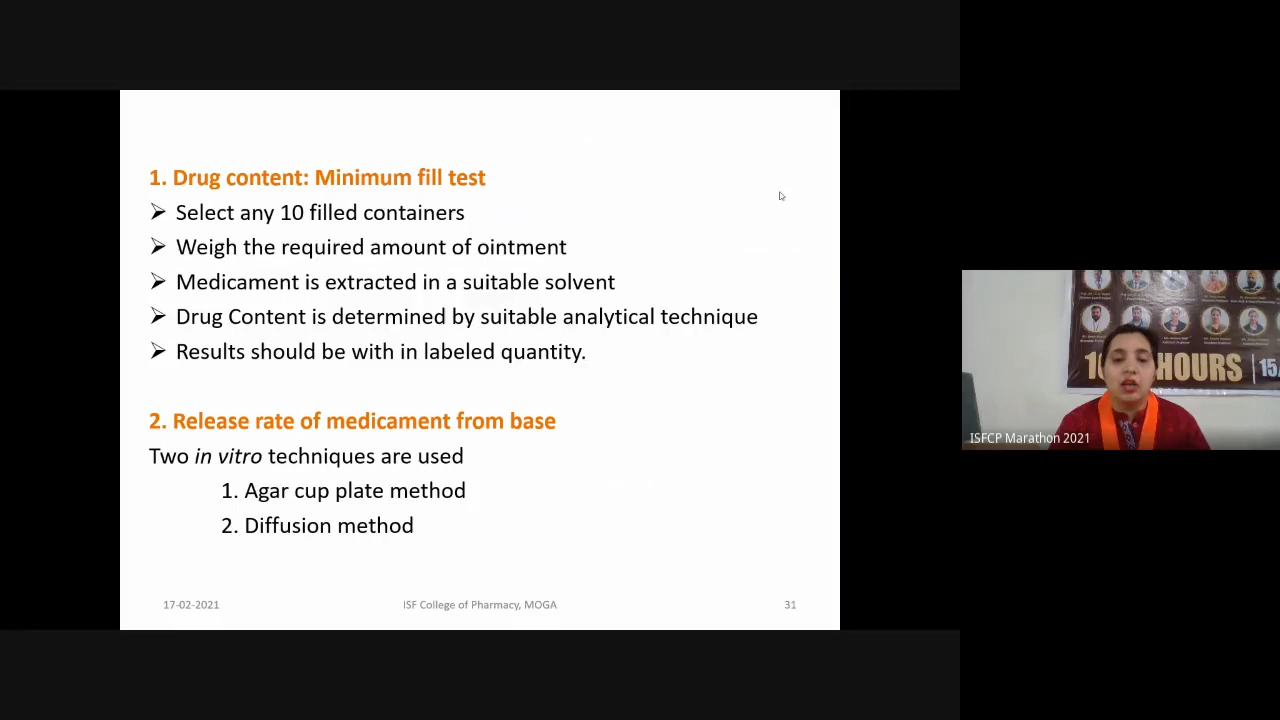 1. Drug content: Minimum fill test
➢ Select any 10 filled containers
➢ Weigh the required amount of ointment
➢ Medicament is extracted in a suitable solvent
➢ Drug Content is determined by suitable analytical technique
➢ Results should be with in labeled quantity.
2. Release rate of medicament from base
Two in vitro techniques are used
1. Agar cup plate method
2. Diffusion method
17-02-2021
ISF College of Pharmacy, MOGA
31
HOURS
15
ISFCP Marathon 2021